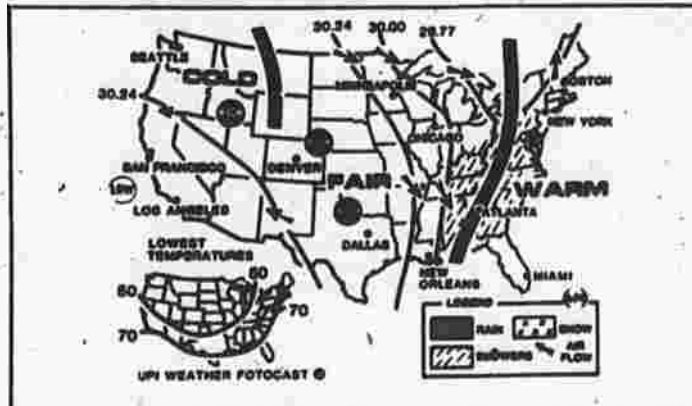 30.24 30.00 29.77
SEATTLE
COLD
MINNEAPOLIS
BOSTON
30.24
NEW YORK
CHICAGO
SAN FRANCISCO
DENVER
FAIR
WARM
LOW
LOS ANGELES
ATLANTA
DALLAS
LOWEST
TEMPERATURES
NEW
ORLEANS
MIAMI
60
60
70
70
LEGEND
RAIN
SNOW
SHOWERS
AIR
FLOW
UPI WEATHER FOTOCAST ©